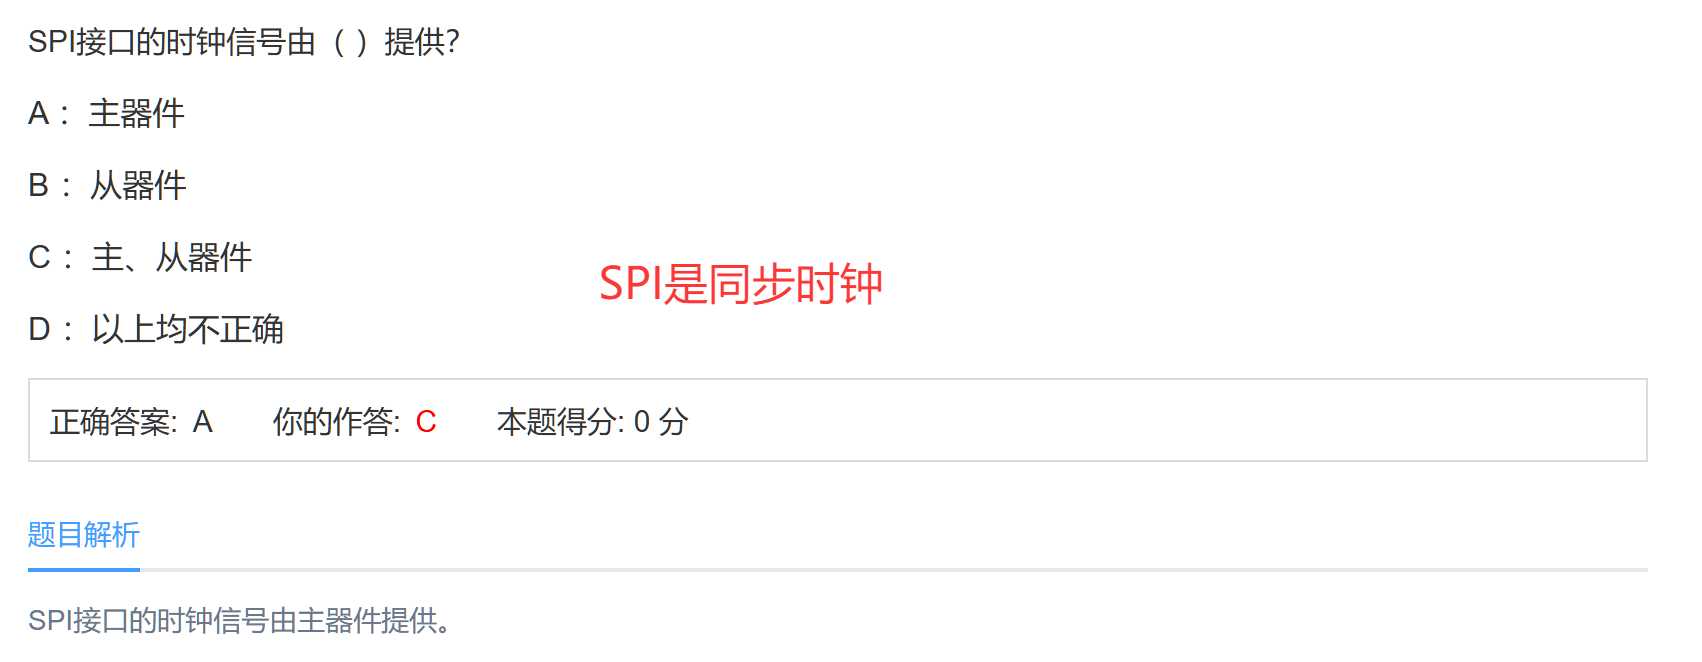 SPI接口的时钟信号由（ ）提供？
A： 主器件
B： 从器件
C： 主、从器件
SPI是同步时钟
D： 以上均不正确
正确答案: A 你的作答: C 本题得分: 0 分
题目解析
SPI接口的时钟信号由主器件提供。